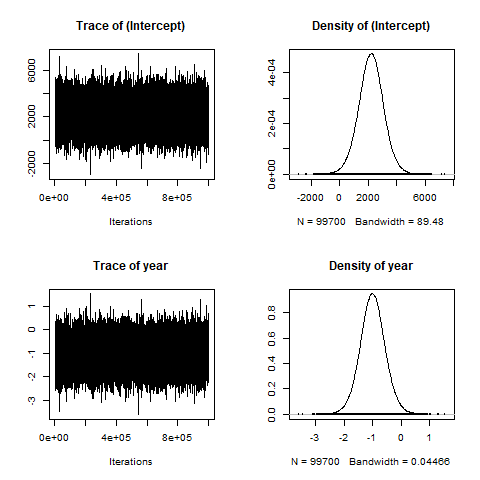 Trace of (Intercept)
-2000 2000 6000
0e+00 4e+05 8e+05
Iterations
Density of (Intercept)
0e+00 2e-04 4e-04
-2000 0 2000 6000
N = 99700 Bandwidth = 89.48
Trace of year
-3 -2 -1 0 1
0e+00 4e+05 8e+05
Iterations
Density of year
0.0 0.2 0.4 0.6 0.8
-3 -2 -1 0 1
N = 99700 Bandwidth = 0.04466